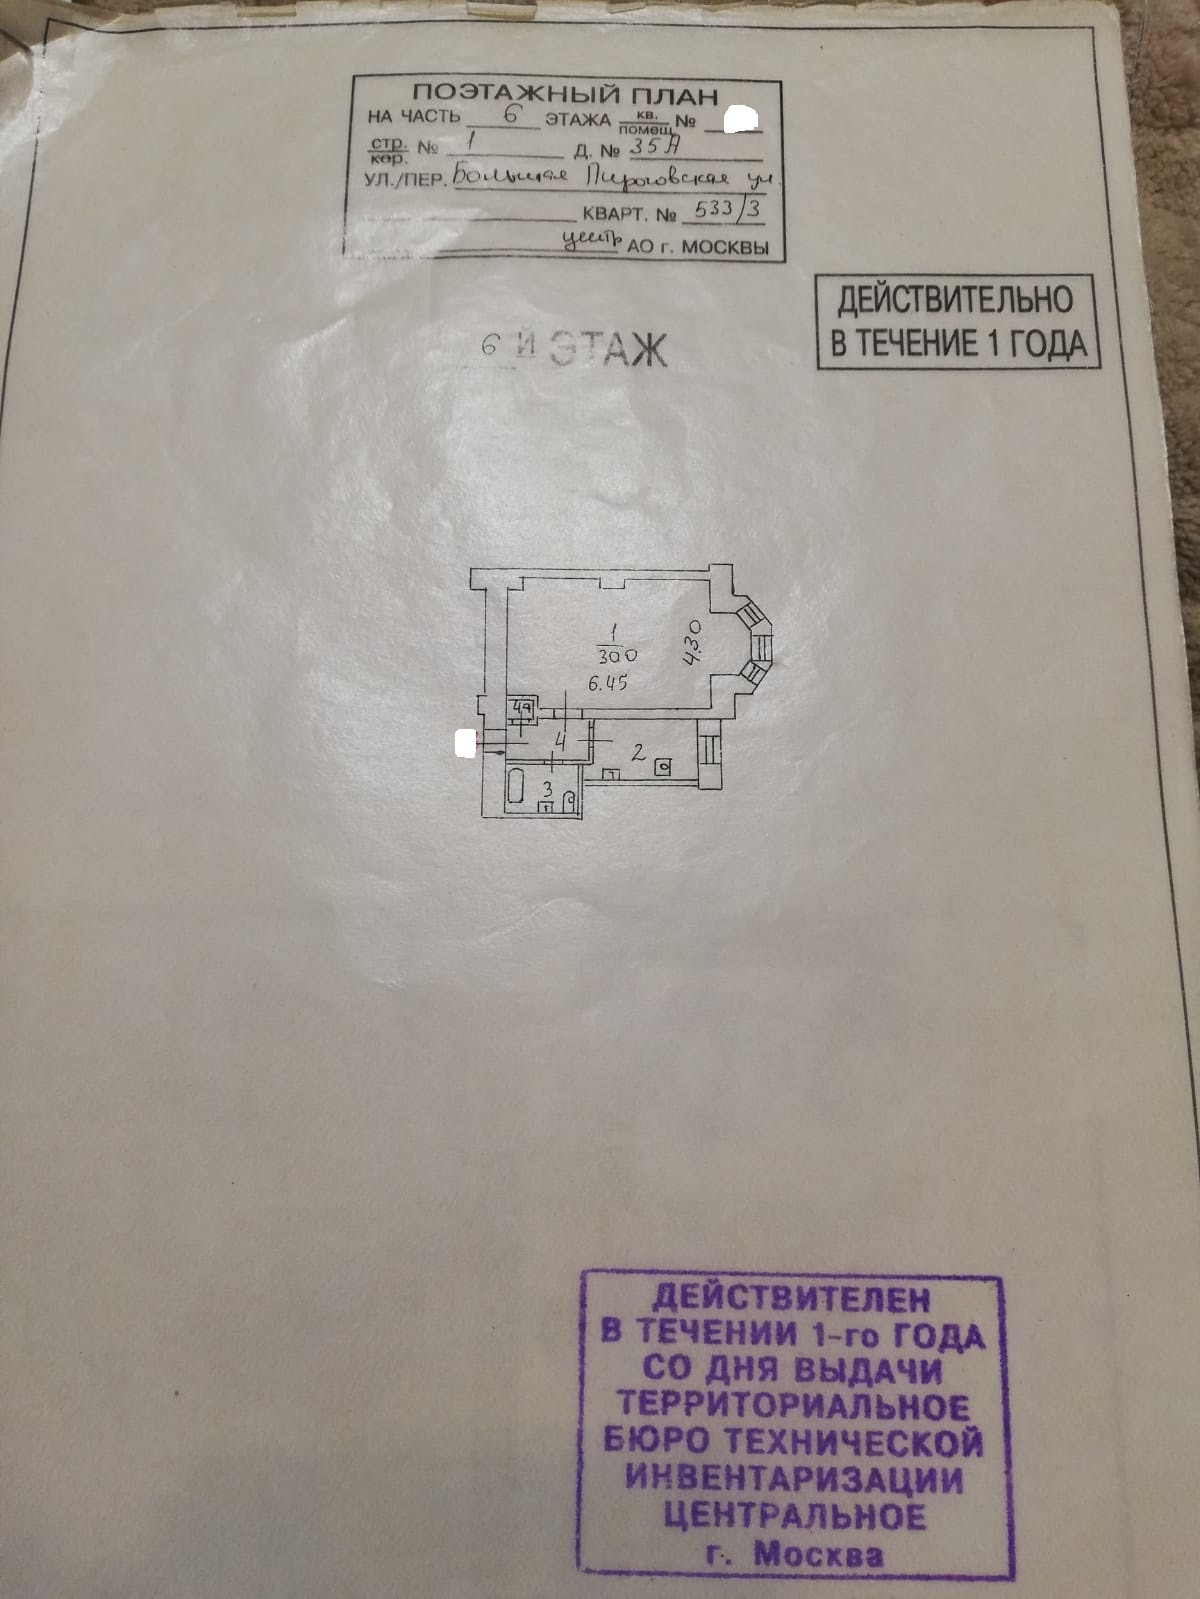 ПОЭТАЖНЫЙ ПЛАН
НА ЧАСТЬ 6 ЭТАЖА кв./помещ. №
стр./кор. № 1 Д. № 35А
УЛ./ПЕР. Большая Пироговская ул.
КВАРТ. № 533/3
центр АО г. МОСКВЫ
ДЕЙСТВИТЕЛЬНО
В ТЕЧЕНИЕ 1 ГОДА
6 Й ЭТАЖ
1
30,0
4.30
6.45
4а
4
2
3
ДЕЙСТВИТЕЛЕН
В ТЕЧЕНИИ 1-го ГОДА
СО ДНЯ ВЫДАЧИ
ТЕРРИТОРИАЛЬНОЕ
БЮРО ТЕХНИЧЕСКОЙ
ИНВЕНТАРИЗАЦИИ
ЦЕНТРАЛЬНОЕ
г. Москва